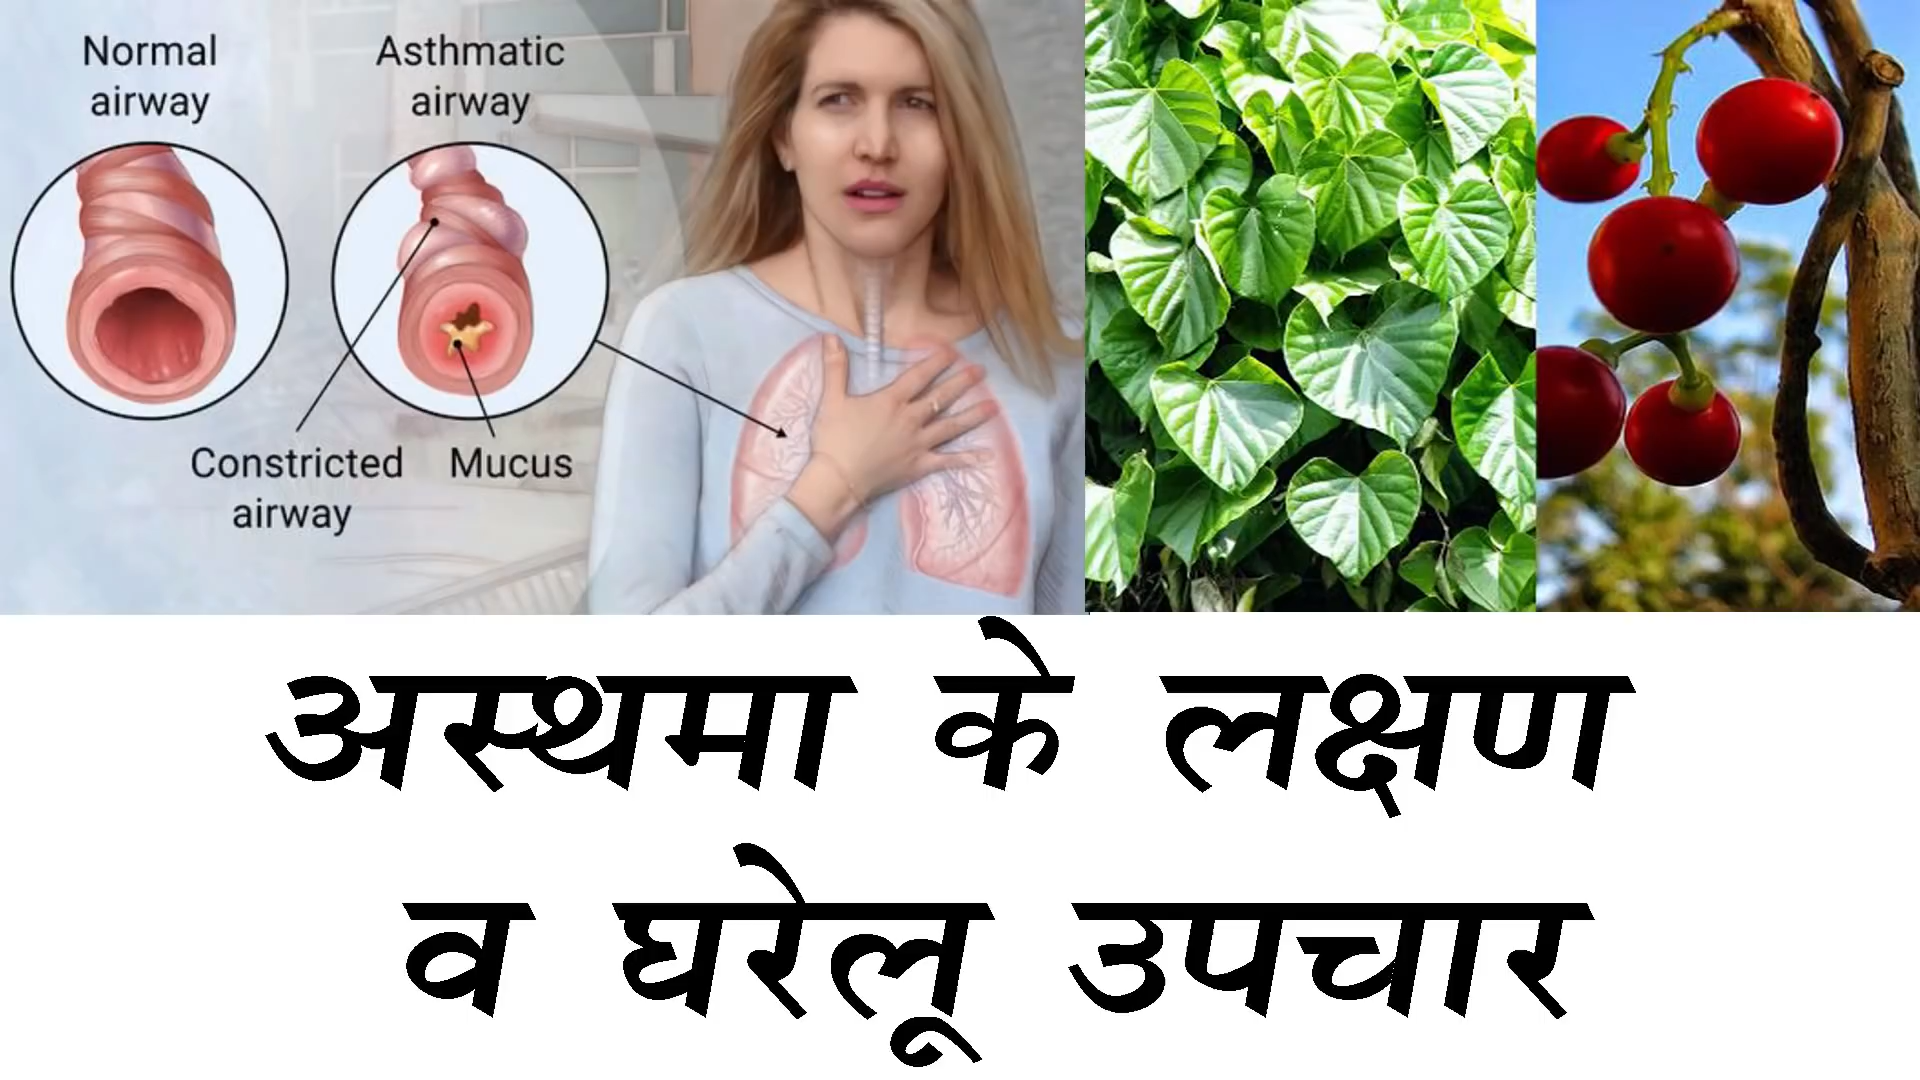 Normal
airway
Asthmatic
airway
Constricted
airway
Mucus
अस्थमा के लक्षण
व घरेलू उपचार